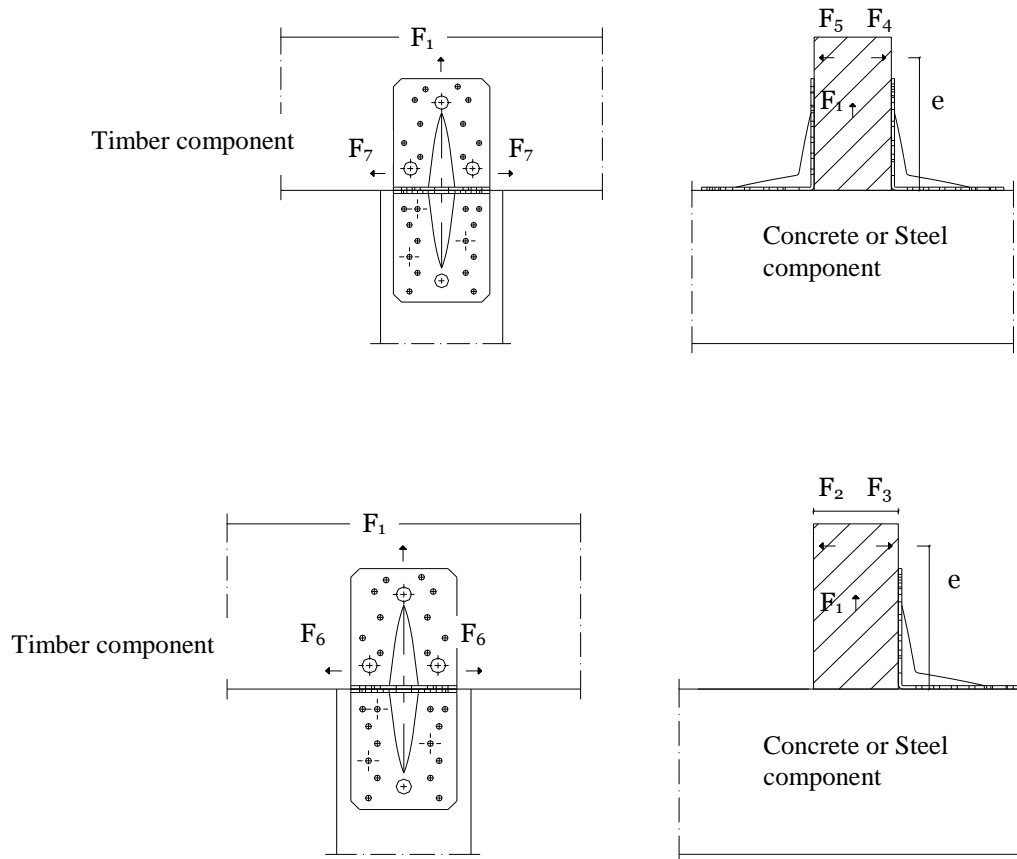 F₁
F₅ F₄
Timber component
F₇ F₇
F₁
e
Concrete or Steel
component
F₁
F₂ F₃
Timber component
F₆ F₆
F₁
e
Concrete or Steel
component